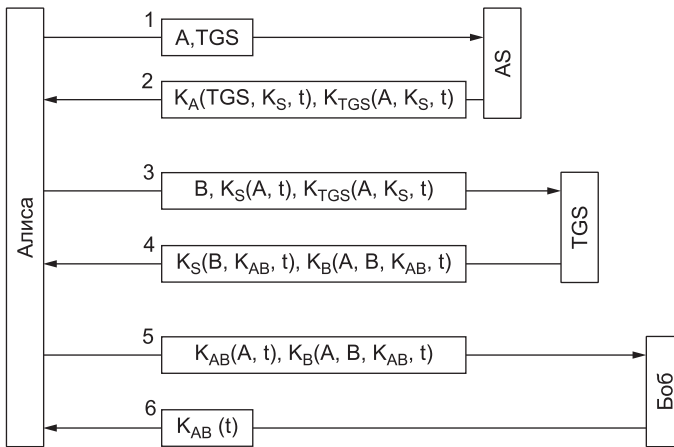 1
A,TGS
AS
2
K_A(TGS, K_S, t), K_TGS(A, K_S, t)
3
B, K_S(A, t), K_TGS(A, K_S, t)
TGS
Алиса
4
K_S(B, K_AB, t), K_B(A, B, K_AB, t)
5
K_AB(A, t), K_B(A, B, K_AB, t)
Боб
6
K_AB (t)